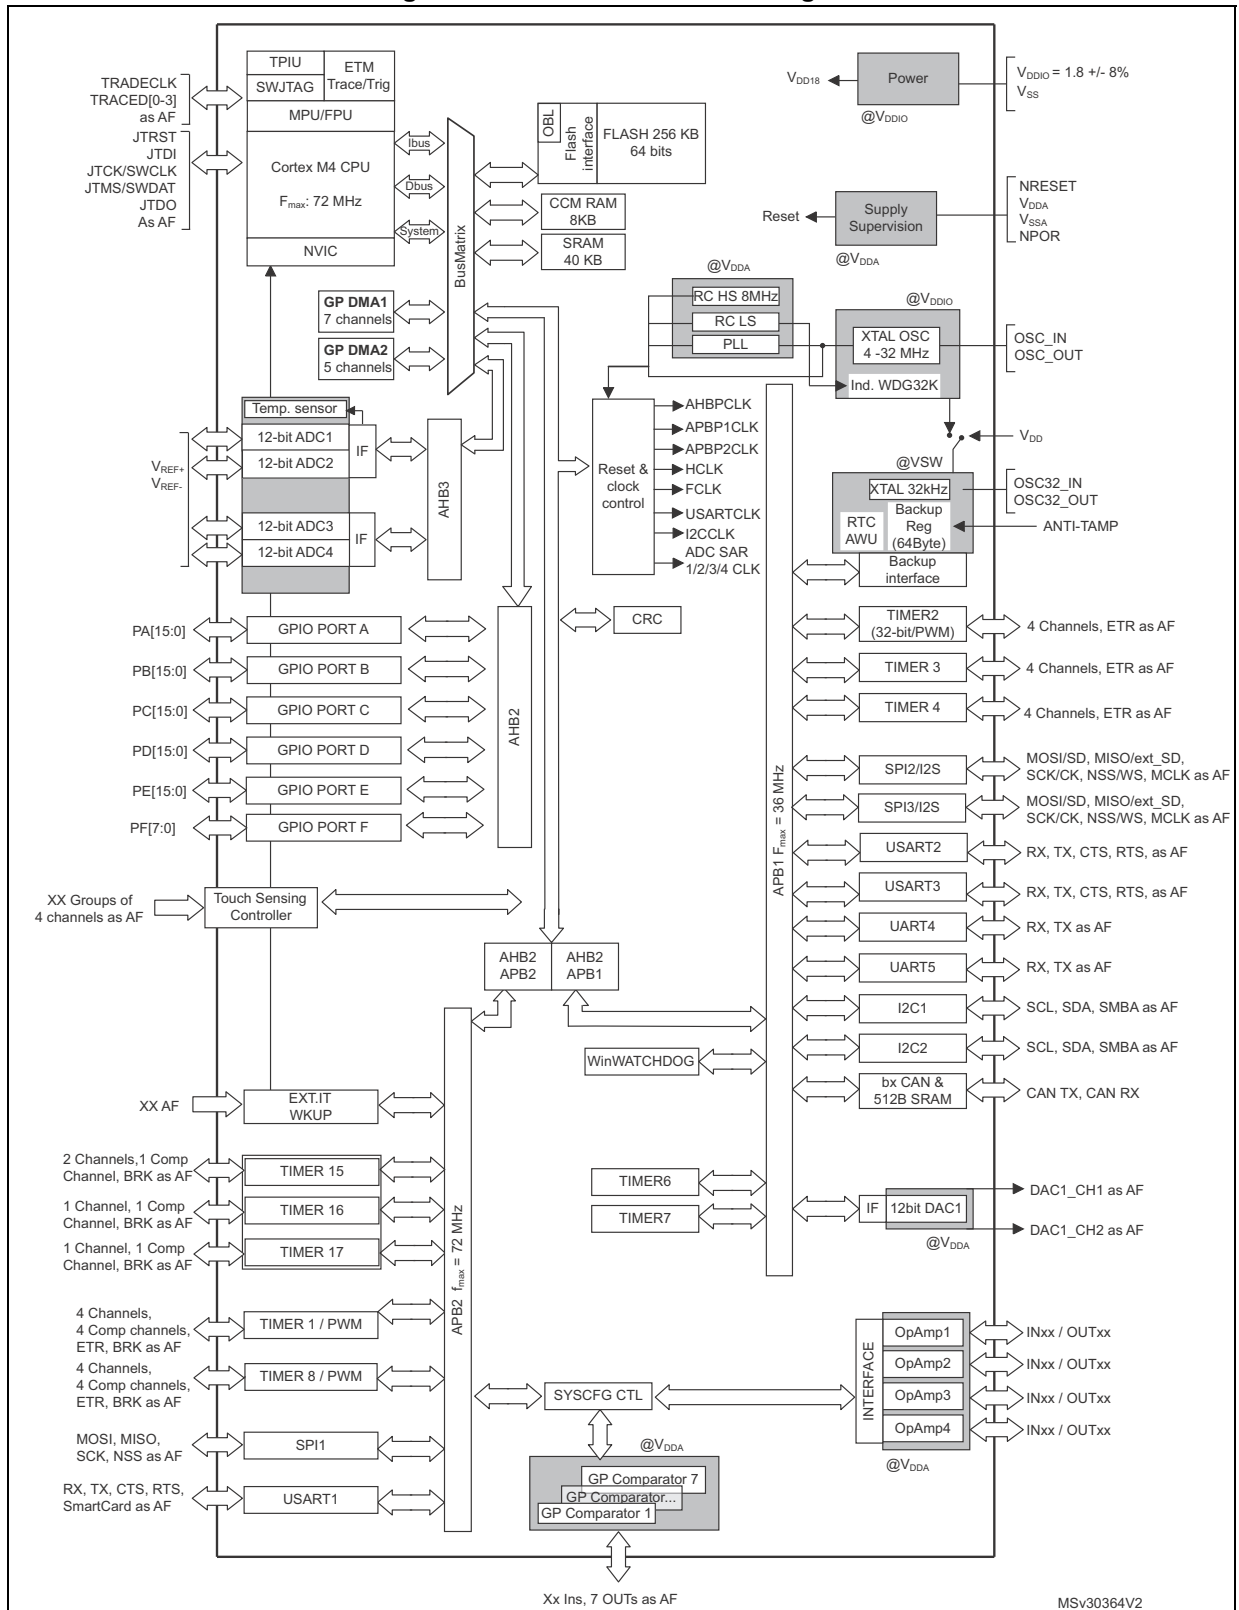 TPIU
ETM
Trace/Trig
SWJTAG
MPU/FPU
TRADECLK
TRACED[0-3]
as AF
JTRST
JTDI
JTCK/SWCLK
JTMS/SWDAT
JTDO
As AF
Cortex M4 CPU
Fmax: 72 MHz
NVIC
Ibus
Dbus
System
BusMatrix
OBL
Flash
interface
FLASH 256 KB
64 bits
CCM RAM
8KB
SRAM
40 KB
VDD18
Power
VDDIO = 1.8 +/- 8%
VSS
@VDDIO
Reset
Supply
Supervision
NRESET
VDDA
VSSA
NPOR
@VDDA
GP DMA1
7 channels
GP DMA2
5 channels
@VDDA
RC HS 8MHz
RC LS
PLL
@VDDIO
XTAL OSC
4 -32 MHz
Ind. WDG32K
OSC_IN
OSC_OUT
Temp. sensor
12-bit ADC1
12-bit ADC2
IF
VREF+
VREF-
12-bit ADC3
12-bit ADC4
IF
AHB3
Reset &
clock
control
AHBPCLK
APBP1CLK
APBP2CLK
HCLK
FCLK
USARTCLK
I2CCLK
ADC SAR
1/2/3/4 CLK
VDD
@VSW
XTAL 32kHz
OSC32_IN
OSC32_OUT
RTC
AWU
Backup
Reg
(64Byte)
ANTI-TAMP
Backup
interface
CRC
PA[15:0]
GPIO PORT A
PB[15:0]
GPIO PORT B
PC[15:0]
GPIO PORT C
PD[15:0]
GPIO PORT D
PE[15:0]
GPIO PORT E
PF[7:0]
GPIO PORT F
AHB2
XX Groups of
4 channels as AF
Touch Sensing
Controller
AHB2
APB2
AHB2
APB1
APB1 Fmax = 36 MHz
TIMER2
(32-bit/PWM)
4 Channels, ETR as AF
TIMER 3
4 Channels, ETR as AF
TIMER 4
4 Channels, ETR as AF
SPI2/I2S
MOSI/SD, MISO/ext_SD,
SCK/CK, NSS/WS, MCLK as AF
SPI3/I2S
MOSI/SD, MISO/ext_SD,
SCK/CK, NSS/WS, MCLK as AF
USART2
RX, TX, CTS, RTS, as AF
USART3
RX, TX, CTS, RTS, as AF
UART4
RX, TX as AF
UART5
RX, TX as AF
I2C1
SCL, SDA, SMBA as AF
I2C2
SCL, SDA, SMBA as AF
bx CAN &
512B SRAM
CAN TX, CAN RX
WinWATCHDOG
TIMER6
TIMER7
IF
12bit DAC1
DAC1_CH1 as AF
DAC1_CH2 as AF
@VDDA
XX AF
EXT.IT
WKUP
2 Channels,1 Comp
Channel, BRK as AF
TIMER 15
1 Channel, 1 Comp
Channel, BRK as AF
TIMER 16
1 Channel, 1 Comp
Channel, BRK as AF
TIMER 17
4 Channels,
4 Comp channels,
ETR, BRK as AF
TIMER 1 / PWM
4 Channels,
4 Comp channels,
ETR, BRK as AF
TIMER 8 / PWM
MOSI, MISO,
SCK, NSS as AF
SPI1
RX, TX, CTS, RTS,
SmartCard as AF
USART1
APB2 fmax = 72 MHz
SYSCFG CTL
@VDDA
GP Comparator 7
GP Comparator...
GP Comparator 1
Xx Ins, 7 OUTs as AF
INTERFACE
OpAmp1
INxx / OUTxx
OpAmp2
INxx / OUTxx
OpAmp3
INxx / OUTxx
OpAmp4
INxx / OUTxx
@VDDA
MSv30364V2